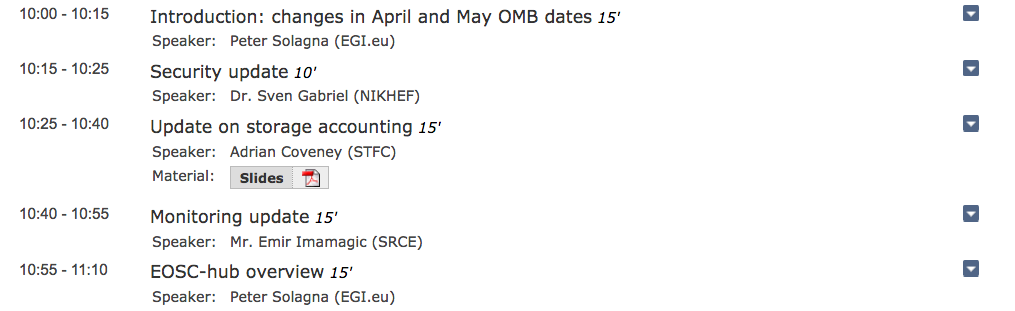 10:00 - 10:15 Introduction: changes in April and May OMB dates 15'
Speaker: Peter Solagna (EGI.eu)
10:15 - 10:25 Security update 10'
Speaker: Dr. Sven Gabriel (NIKHEF)
10:25 - 10:40 Update on storage accounting 15'
Speaker: Adrian Coveney (STFC)
Material: Slides
10:40 - 10:55 Monitoring update 15'
Speaker: Mr. Emir Imamagic (SRCE)
10:55 - 11:10 EOSC-hub overview 15'
Speaker: Peter Solagna (EGI.eu)